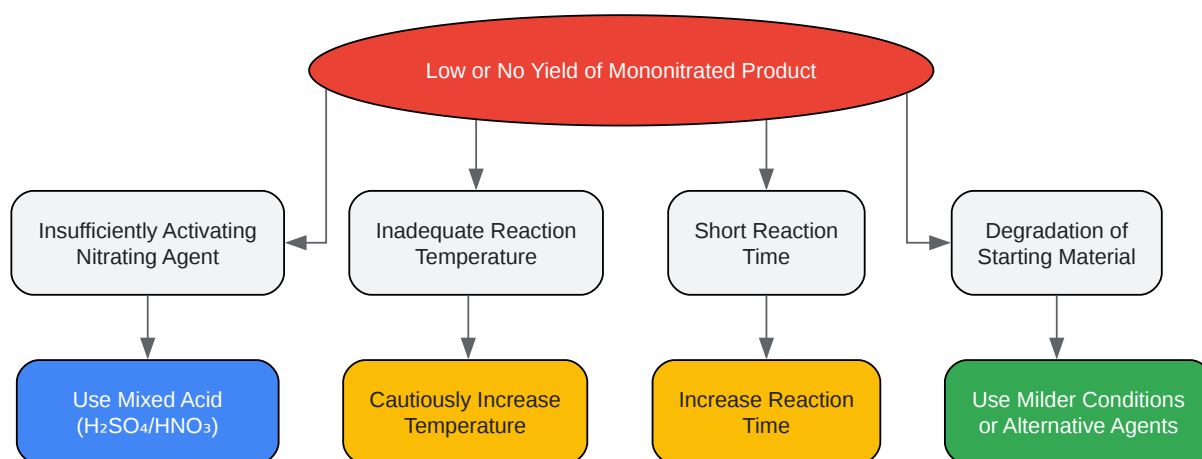 Low or No Yield of Mononitrated Product
Insufficiently Activating
Nitrating Agent
Inadequate Reaction
Temperature
Short Reaction
Time
Degradation of
Starting Material
Use Mixed Acid
(H₂SO₄/HNO₃)
Cautiously Increase
Temperature
Increase Reaction
Time
Use Milder Conditions
or Alternative Agents